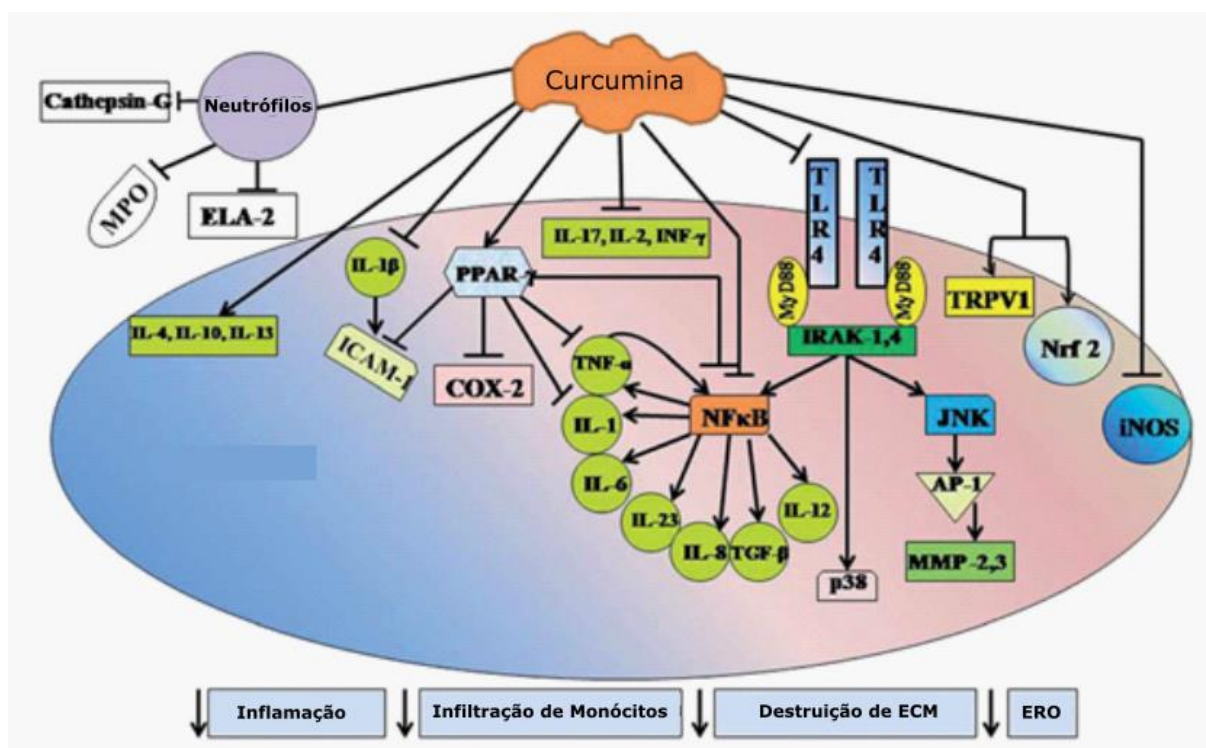 Curcumina
Cathepsin G
Neutrófilos
MPO
ELA-2
TLR4
TLR4
IL-17, IL-2, INF-γ
IL-1β
PPAR-γ
MyD88
MyD88
TRPV1
IL-4, IL-10, IL-13
ICAM-1
IRAK-1,4
Nrf 2
COX-2
TNF-α
IL-1
NFκB
JNK
iNOS
IL-6
IL-23
IL-8
TGF-β
IL-12
AP-1
p38
MMP-2,3
Inflamação
Infiltração de Monócitos
Destruição de ECM
ERO